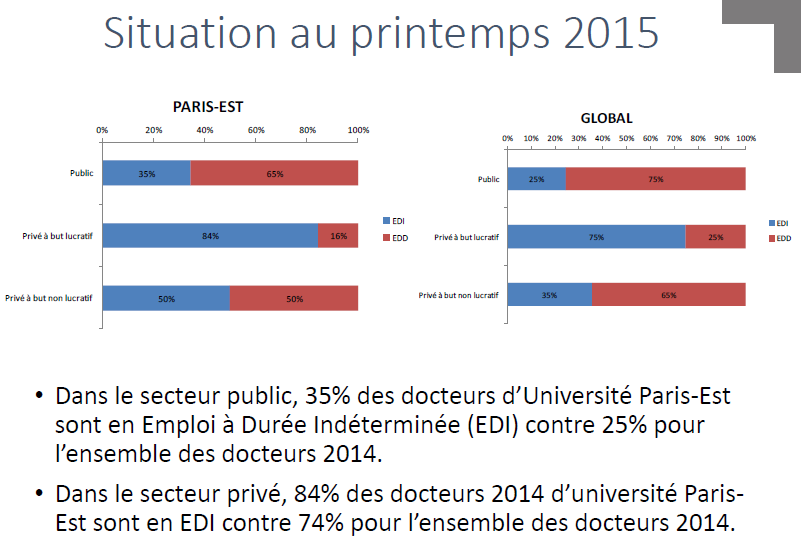 Situation au printemps 2015
PARIS-EST
0% 20% 40% 60% 80% 100%
Public 35% 65%
Privé à but lucratif 84% 16%
Privé à but non lucratif 50% 50%
EDI
EDD
GLOBAL
0% 10% 20% 30% 40% 50% 60% 70% 80% 90% 100%
Public 25% 75%
Privé à but lucratif 75% 25%
Privé à but non lucratif 35% 65%
EDI
EDD
• Dans le secteur public, 35% des docteurs d’Université Paris-Est
sont en Emploi à Durée Indéterminée (EDI) contre 25% pour
l’ensemble des docteurs 2014.
• Dans le secteur privé, 84% des docteurs 2014 d’université Paris-
Est sont en EDI contre 74% pour l’ensemble des docteurs 2014.